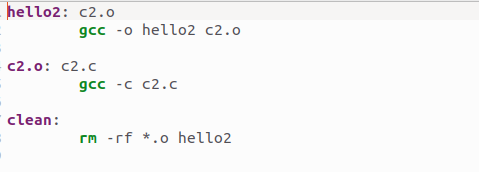 hello2: c2.o
        gcc -o hello2 c2.o
c2.o: c2.c
        gcc -c c2.c
clean:
        rm -rf *.o hello2